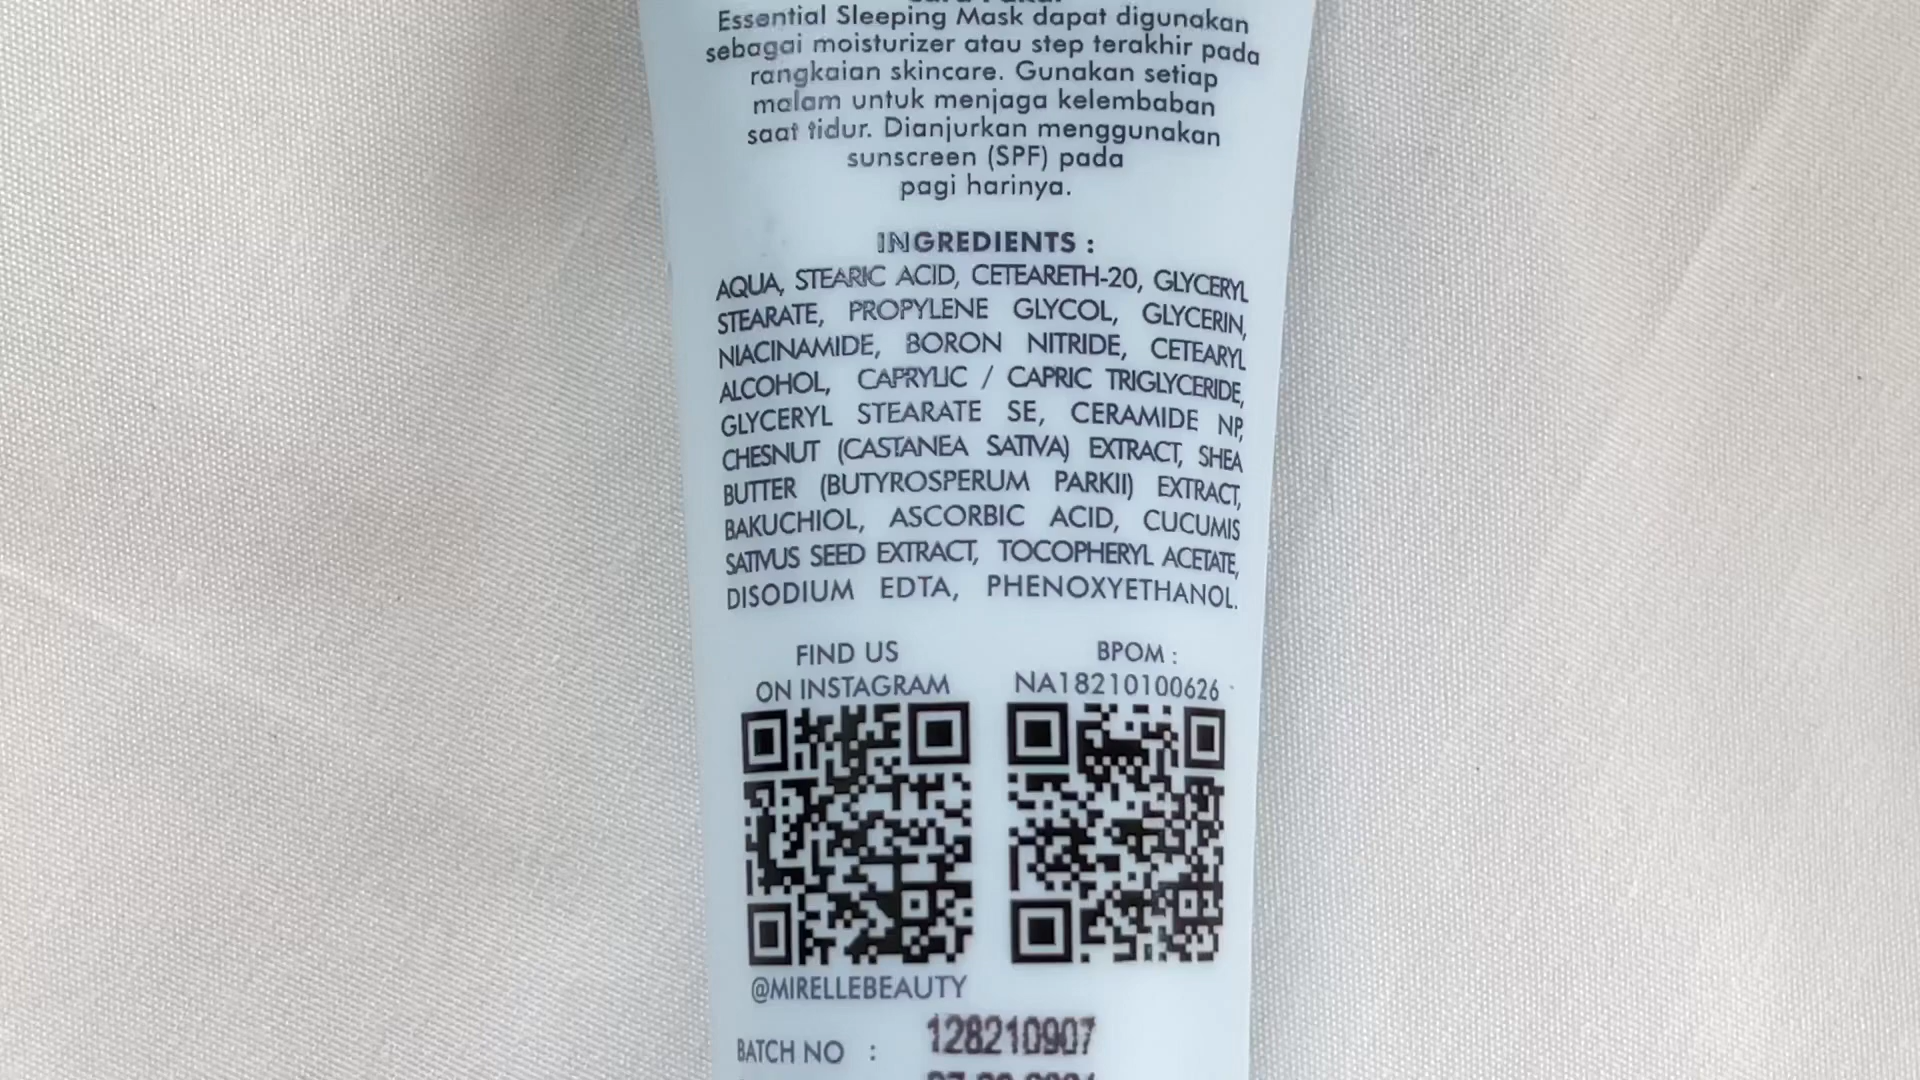 Essential Sleeping Mask dapat digunakan
sebagai moisturizer atau step terakhir pada
rangkaian skincare. Gunakan setiap
malam untuk menjaga kelembaban
saat tidur. Dianjurkan menggunakan
sunscreen (SPF) pada
pagi harinya.
INGREDIENTS :
AQUA, STEARIC ACID, CETEARETH-20, GLYCERYL
STEARATE, PROPYLENE GLYCOL, GLYCERIN,
NIACINAMIDE, BORON NITRIDE, CETEARYL
ALCOHOL, CAPRYLIC / CAPRIC TRIGLYCERIDE,
GLYCERYL STEARATE SE, CERAMIDE NP,
CHESNUT (CASTANEA SATIVA) EXTRACT, SHEA
BUTTER (BUTYROSPERUM PARKII) EXTRACT,
BAKUCHIOL, ASCORBIC ACID, CUCUMIS
SATIVUS SEED EXTRACT, TOCOPHERYL ACETATE,
DISODIUM EDTA, PHENOXYETHANOL.
FIND US
ON INSTAGRAM
@MIRELLEBEAUTY
BPOM :
NA18210100626
BATCH NO : 128210907